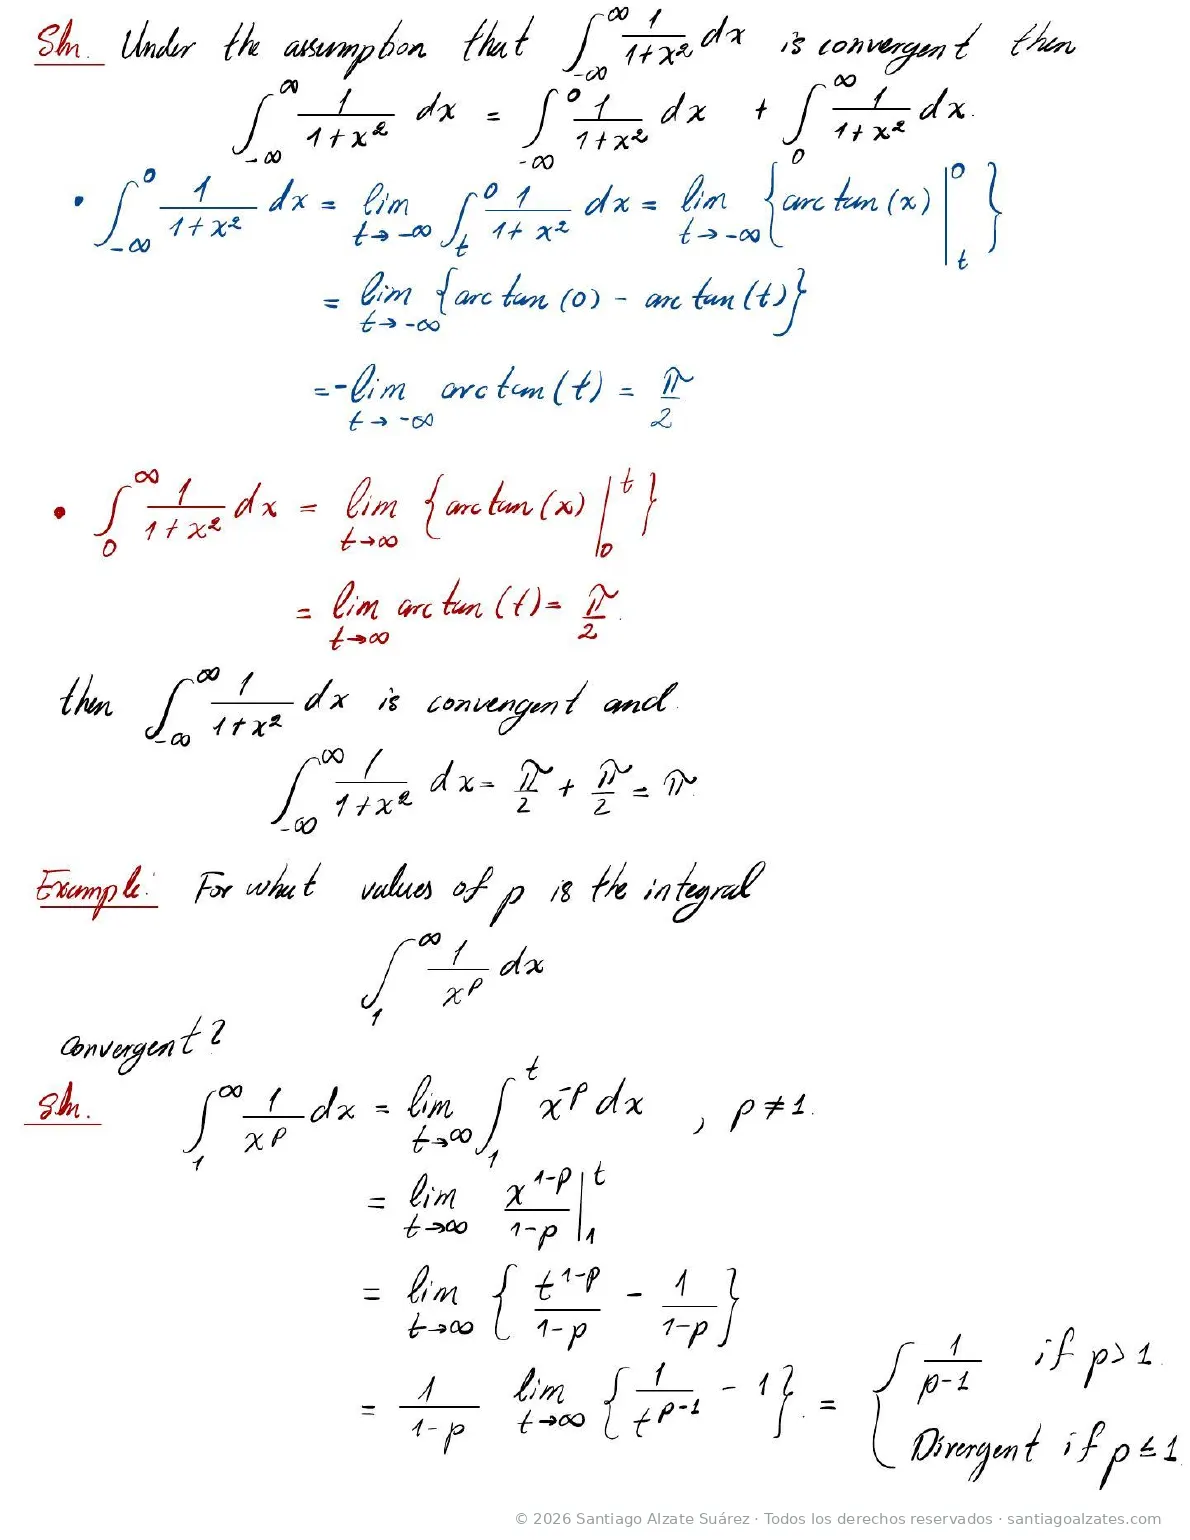 Sln. Under the assumption that ∫_{-∞}^{∞} 1/(1+x²) dx is convergent then
∫_{-∞}^{∞} 1/(1+x²) dx = ∫_{-∞}^{0} 1/(1+x²) dx + ∫_{0}^{∞} 1/(1+x²) dx.
• ∫_{-∞}^{0} 1/(1+x²) dx = lim_{t→-∞} ∫_{t}^{0} 1/(1+x²) dx = lim_{t→-∞} {arctan(x) |_{t}^{0}}
= lim_{t→-∞} {arctan(0) - arctan(t)}
= -lim_{t→-∞} arctan(t) = π/2
• ∫_{0}^{∞} 1/(1+x²) dx = lim_{t→∞} {arctan(x) |_{0}^{t}}
= lim_{t→∞} arctan(t) = π/2.
then ∫_{-∞}^{∞} 1/(1+x²) dx is convengent and
∫_{-∞}^{∞} 1/(1+x²) dx = π/2 + π/2 = π.
Example: For what values of p is the integral
∫_{1}^{∞} 1/x^p dx
convergent?
Sln. ∫_{1}^{∞} 1/x^p dx = lim_{t→∞} ∫_{1}^{t} x^{-p} dx , p ≠ 1.
= lim_{t→∞} x^{1-p}/(1-p) |_{1}^{t}
= lim_{t→∞} { t^{1-p}/(1-p) - 1/(1-p) }
= 1/(1-p) lim_{t→∞} { 1/t^{p-1} - 1 }. = { 1/(p-1) if p>1.
Divergent if p≤1.
© 2026 Santiago Alzate Suárez · Todos los derechos reservados · santiagoalzates.com